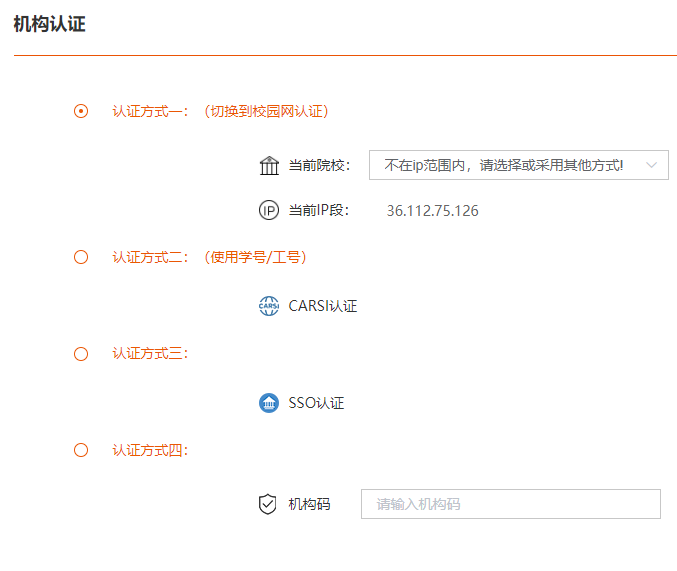 机构认证
认证方式一：（切换到校园网认证）
当前院校： 不在ip范围内，请选择或采用其他方式!
IP 当前IP段： 36.112.75.126
认证方式二：（使用学号/工号）
CARSI CARSI认证
认证方式三：
SSO认证
认证方式四：
机构码 请输入机构码